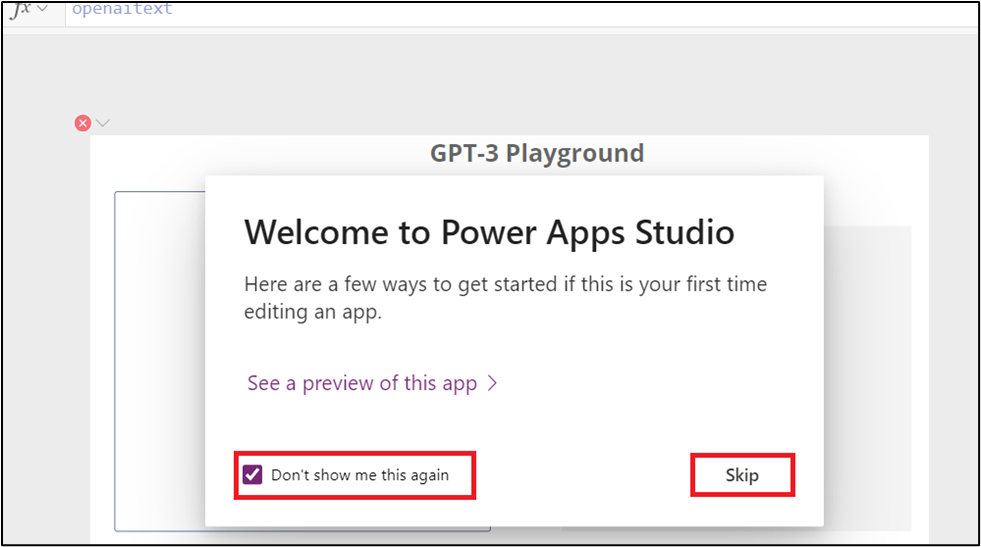 fx openaitext
GPT-3 Playground
Welcome to Power Apps Studio
Here are a few ways to get started if this is your first time
editing an app.
See a preview of this app
Don't show me this again
Skip